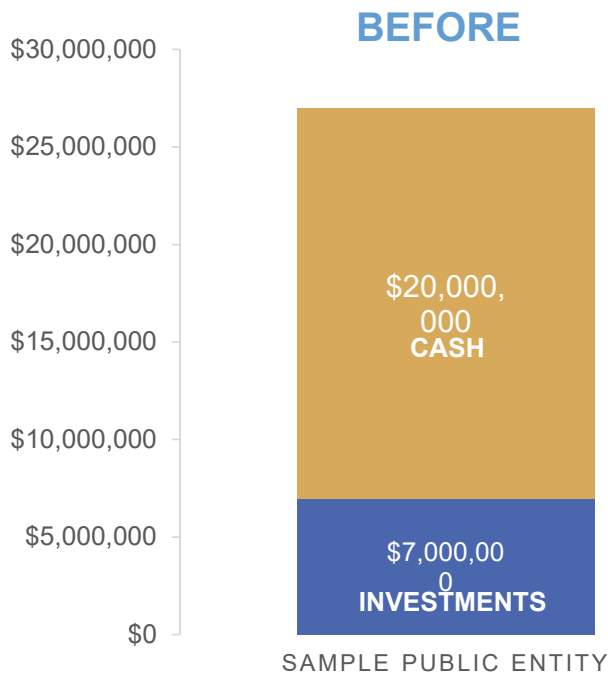 BEFORE
$30,000,000
$25,000,000
$20,000,000
$15,000,000
$10,000,000
$5,000,000
$0
$20,000,
000
CASH
$7,000,00
0
INVESTMENTS
SAMPLE PUBLIC ENTITY